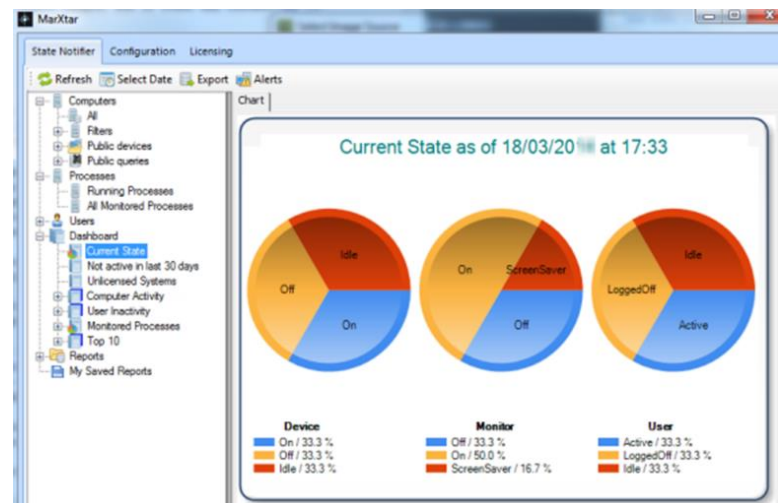 MarXtar
State Notifier Configuration Licensing
Refresh Select Date Export Alerts
Computers
All
Filters
Public devices
Public queries
Processes
Running Processes
All Monitored Processes
Users
Dashboard
Current State
Not active in last 30 days
Unlicensed Systems
Computer Activity
User Inactivity
Monitored Processes
Top 10
Reports
My Saved Reports
Chart
Current State as of 18/03/20 at 17:33
Idle
Off
On
On
ScreenSaver
Off
Idle
LoggedOff
Active
Device
On / 33.3 %
Off / 33.3 %
Idle / 33.3 %
Monitor
Off / 33.3 %
On / 50.0 %
ScreenSaver / 16.7 %
User
Active / 33.3 %
LoggedOff / 33.3 %
Idle / 33.3 %